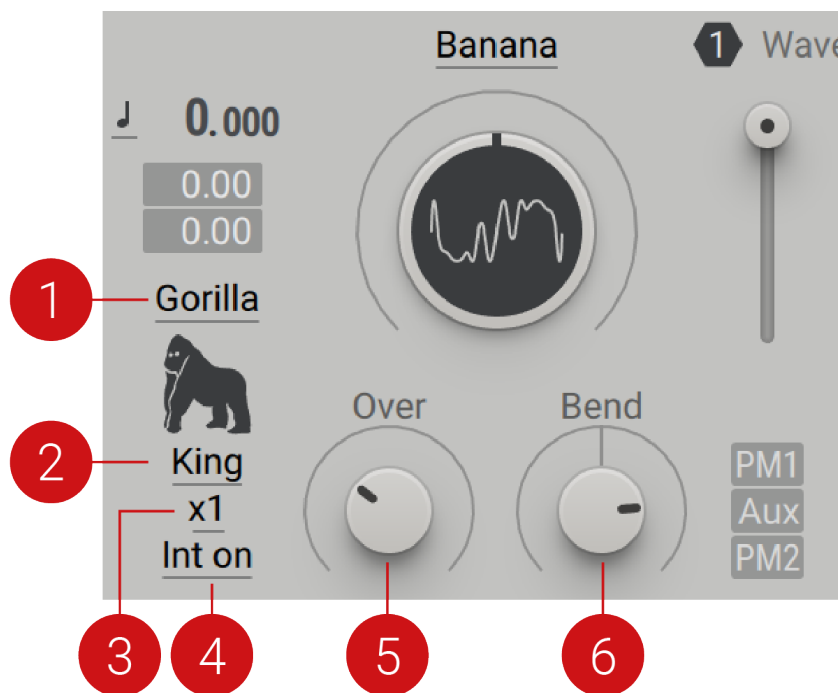 Banana
1 Wave
0.000
0.00
0.00
1
Gorilla
Over
Bend
2
King
PM1
x1
Aux
Int on
PM2
3
4
5
6